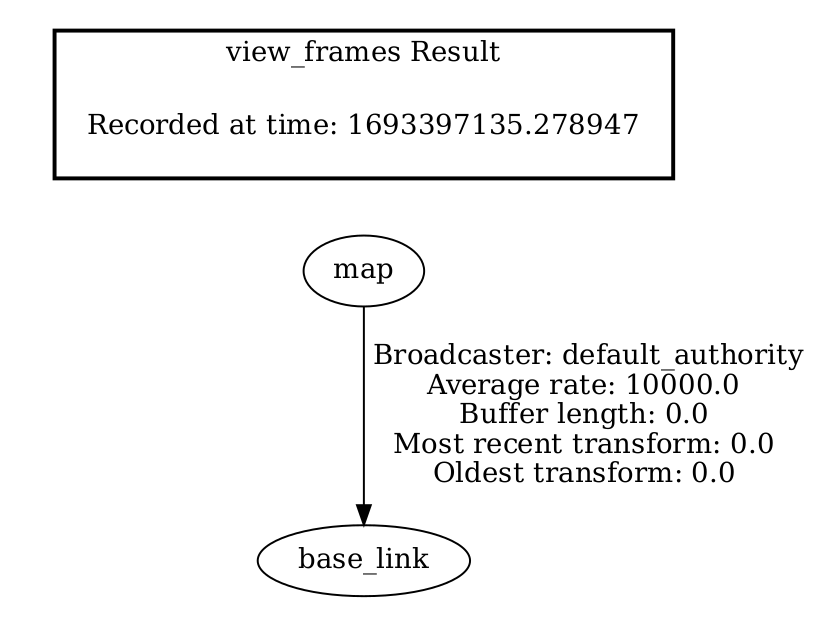 view_frames Result
Recorded at time: 1693397135.278947
map
Broadcaster: default_authority
Average rate: 10000.0
Buffer length: 0.0
Most recent transform: 0.0
Oldest transform: 0.0
base_link